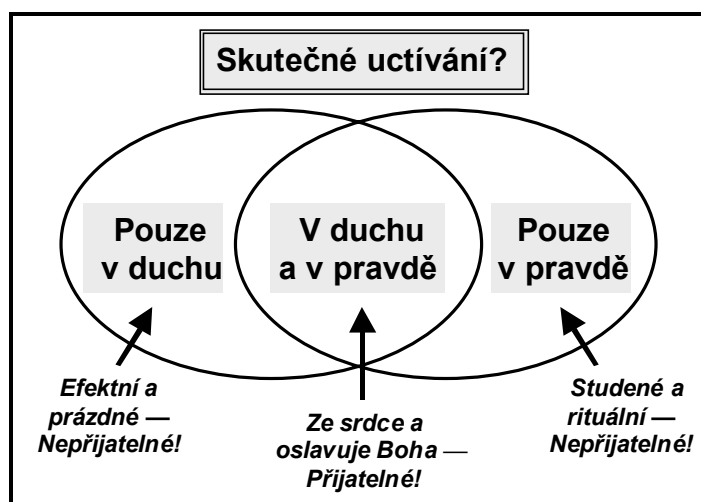 Skutečné uctívání?
Pouze
v duchu
V duchu
a v pravdě
Pouze
v pravdě
Efektní a
prázdné —
Nepřijatelné!
Ze srdce a
oslavuje Boha —
Přijatelné!
Studené a
rituální —
Nepřijatelné!